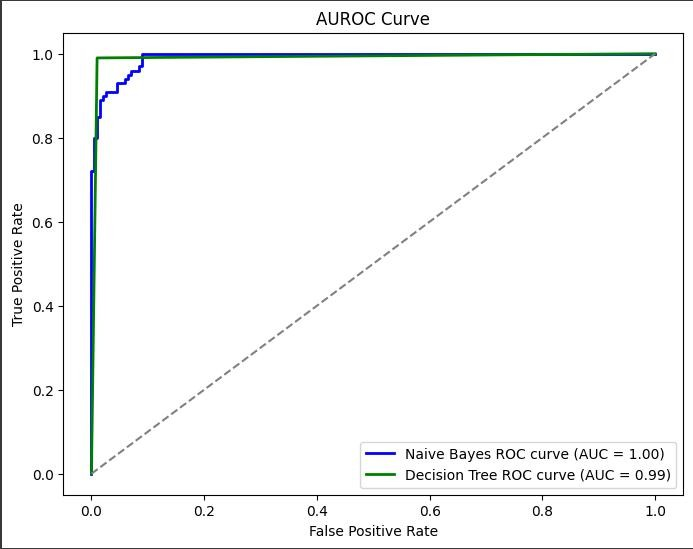 AUROC Curve
1.0
0.8
0.6
0.4
0.2
0.0
True Positive Rate
Naive Bayes ROC curve (AUC = 1.00)
Decision Tree ROC curve (AUC = 0.99)
0.0 0.2 0.4 0.6 0.8 1.0
False Positive Rate